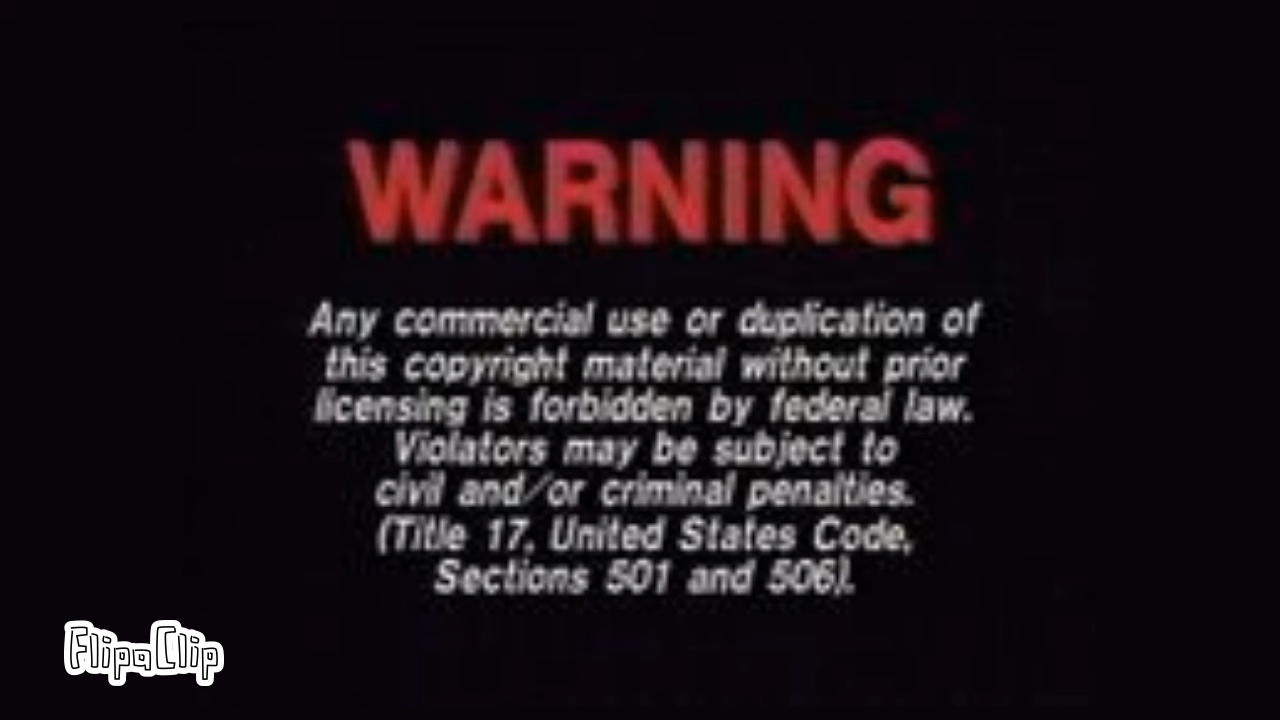 WARNING
Any commercial use or duplication of
this copyright material without prior
licensing is forbidden by federal law.
Violators may be subject to
civil and/or criminal penalties.
(Title 17, United States Code,
Sections 501 and 506).
FlipaClip